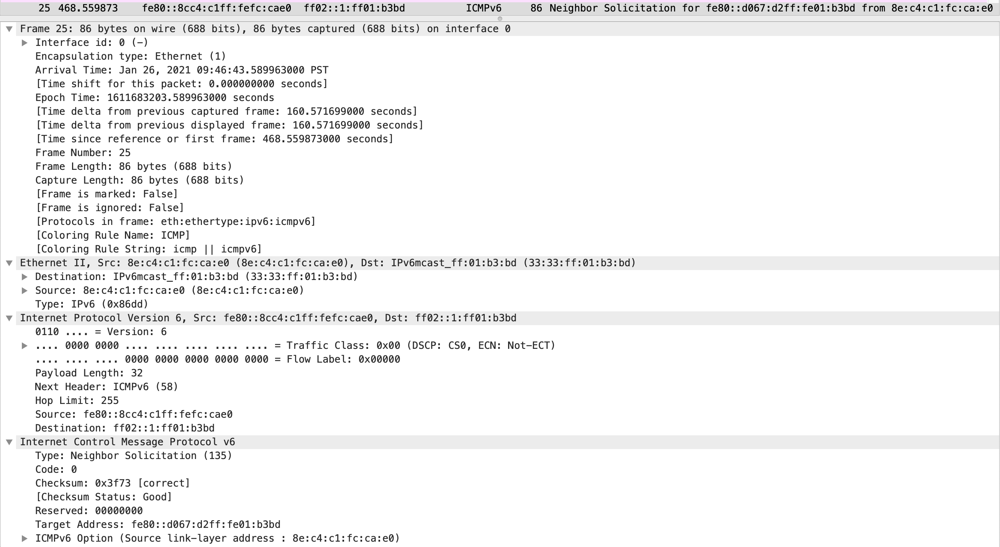 25 468.559873 fe80::8cc4:c1ff:fefc:cae0 ff02::1:ff01:b3bd ICMPv6 86 Neighbor Solicitation for fe80::d067:d2ff:fe01:b3bd from 8e:c4:c1:fc:ca:e0
Frame 25: 86 bytes on wire (688 bits), 86 bytes captured (688 bits) on interface 0
Interface id: 0 (-)
Encapsulation type: Ethernet (1)
Arrival Time: Jan 26, 2021 09:46:43.589963000 PST
[Time shift for this packet: 0.000000000 seconds]
Epoch Time: 1611683203.589963000 seconds
[Time delta from previous captured frame: 160.571699000 seconds]
[Time delta from previous displayed frame: 160.571699000 seconds]
[Time since reference or first frame: 468.559873000 seconds]
Frame Number: 25
Frame Length: 86 bytes (688 bits)
Capture Length: 86 bytes (688 bits)
[Frame is marked: False]
[Frame is ignored: False]
[Protocols in frame: eth:ethertype:ipv6:icmpv6]
[Coloring Rule Name: ICMP]
[Coloring Rule String: icmp || icmpv6]
Ethernet II, Src: 8e:c4:c1:fc:ca:e0 (8e:c4:c1:fc:ca:e0), Dst: IPv6mcast_ff:01:b3:bd (33:33:ff:01:b3:bd)
Destination: IPv6mcast_ff:01:b3:bd (33:33:ff:01:b3:bd)
Source: 8e:c4:c1:fc:ca:e0 (8e:c4:c1:fc:ca:e0)
Type: IPv6 (0x86dd)
Internet Protocol Version 6, Src: fe80::8cc4:c1ff:fefc:cae0, Dst: ff02::1:ff01:b3bd
0110 .... = Version: 6
.... 0000 0000 .... .... .... .... .... = Traffic Class: 0x00 (DSCP: CS0, ECN: Not-ECT)
.... .... .... 0000 0000 0000 0000 0000 = Flow Label: 0x00000
Payload Length: 32
Next Header: ICMPv6 (58)
Hop Limit: 255
Source: fe80::8cc4:c1ff:fefc:cae0
Destination: ff02::1:ff01:b3bd
Internet Control Message Protocol v6
Type: Neighbor Solicitation (135)
Code: 0
Checksum: 0x3f73 [correct]
[Checksum Status: Good]
Reserved: 00000000
Target Address: fe80::d067:d2ff:fe01:b3bd
ICMPv6 Option (Source link-layer address : 8e:c4:c1:fc:ca:e0)